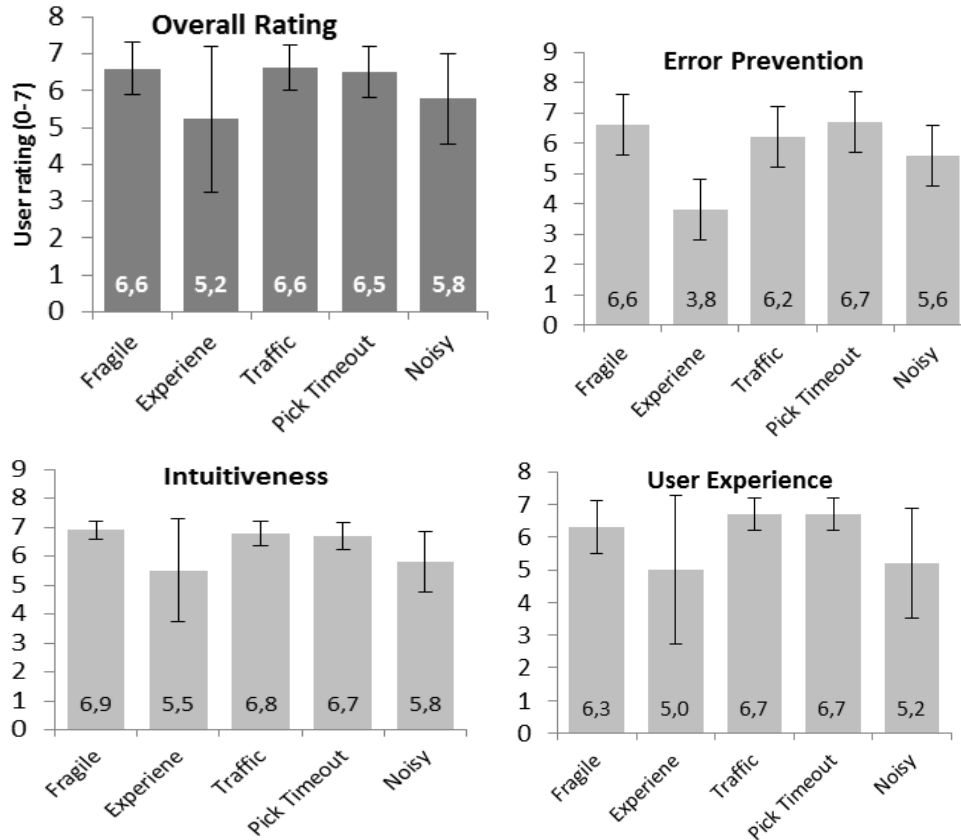 Overall Rating
User rating (0-7)
8
7
6
5
4
3
2
1
0
6,6 5,2 6,6 6,5 5,8
Fragile Experiene Traffic Pick Timeout Noisy
Error Prevention
9
8
7
6
5
4
3
2
1
0
6,6 3,8 6,2 6,7 5,6
Fragile Experiene Traffic Pick Timeout Noisy
Intuitiveness
9
8
7
6
5
4
3
2
1
0
6,9 5,5 6,8 6,7 5,8
Fragile Experiene Traffic Pick Timeout Noisy
User Experience
8
7
6
5
4
3
2
1
0
6,3 5,0 6,7 6,7 5,2
Fragile Experiene Traffic Pick Timeout Noisy